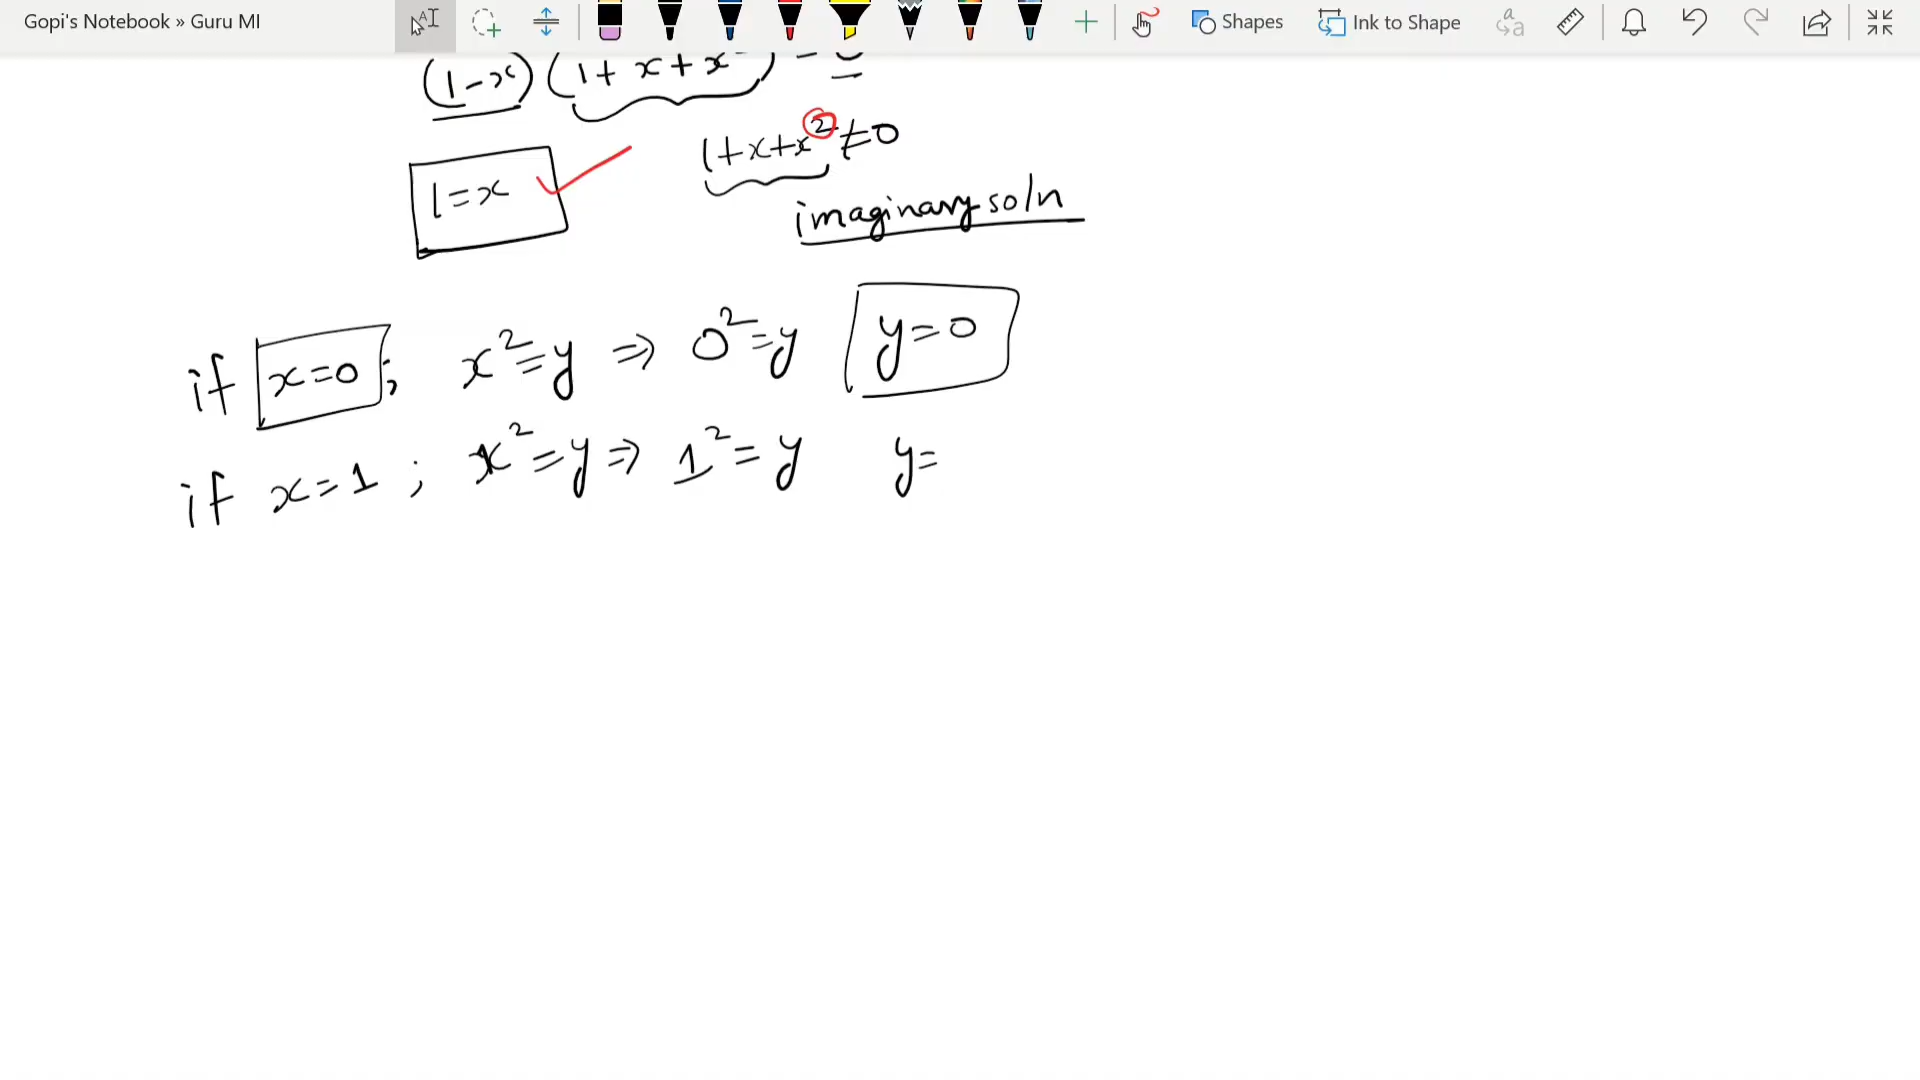 Gopi's Notebook » Guru MI
Shapes
Ink to Shape
(1-x) (1+x+x
1+x+x²≠0
1=x
imaginary soln
if x=0; x²=y ⇒ 0²=y y=0
if x=1 ; x²=y ⇒ 1²=y y=